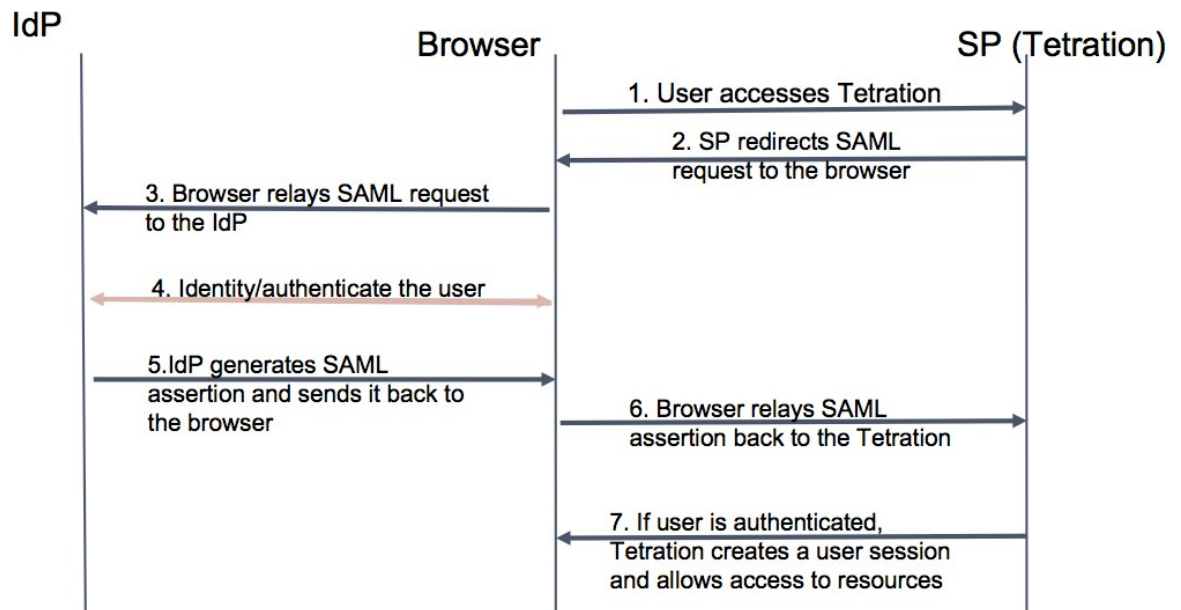 IdP
Browser
SP (Tetration)
1. User accesses Tetration
2. SP redirects SAML
request to the browser
3. Browser relays SAML request
to the IdP
4. Identity/authenticate the user
5.IdP generates SAML
assertion and sends it back to
the browser
6. Browser relays SAML
assertion back to the Tetration
7. If user is authenticated,
Tetration creates a user session
and allows access to resources